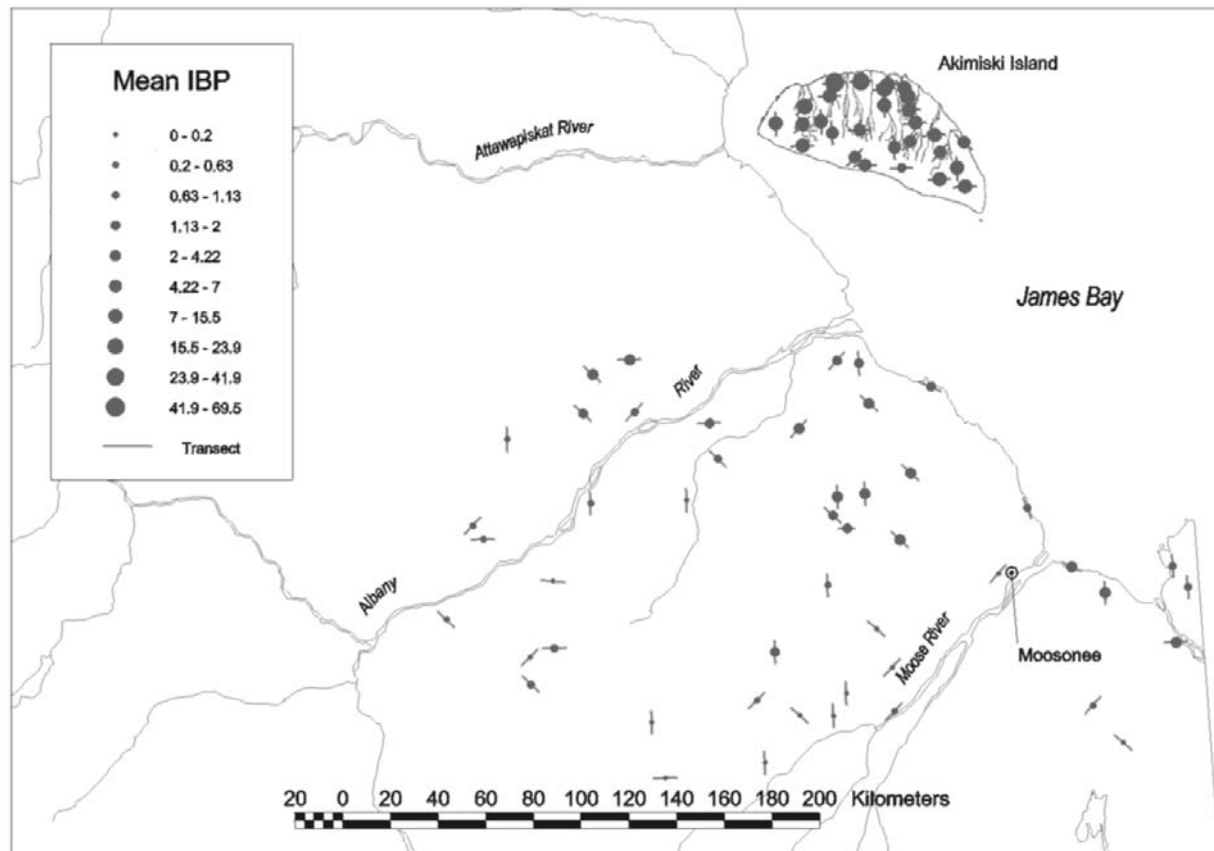 Mean IBP
0 - 0.2
0.2 - 0.63
0.63 - 1.13
1.13 - 2
2 - 4.22
4.22 - 7
7 - 15.5
15.5 - 23.9
23.9 - 41.9
41.9 - 69.5
Transect
Akimiski Island
Attawapiskat River
James Bay
River
Albany
Moose River
Moosonee
20 0 20 40 60 80 100 120 140 160 180 200 Kilometers